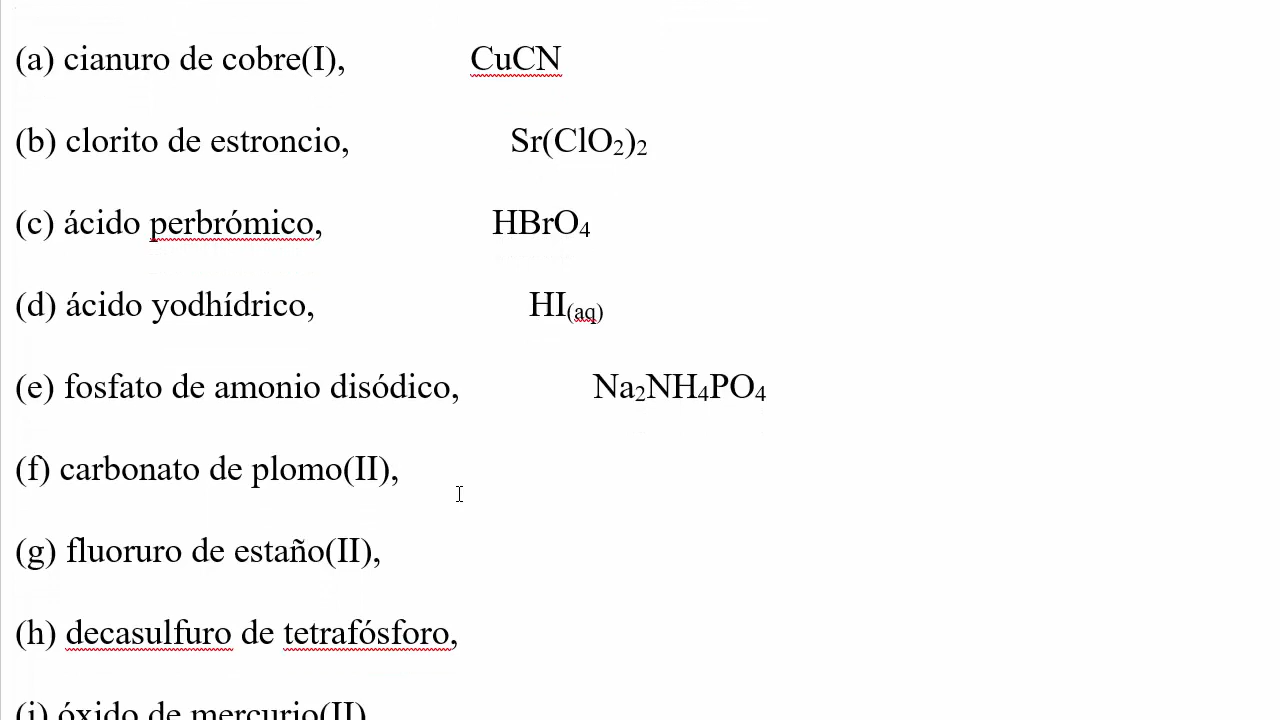 (a) cianuro de cobre(I), CuCN
(b) clorito de estroncio, Sr(ClO₂)₂
(c) ácido perbrómico, HBrO₄
(d) ácido yodhídrico, HI(aq)
(e) fosfato de amonio disódico, Na₂NH₄PO₄
(f) carbonato de plomo(II),
(g) fluoruro de estaño(II),
(h) decasulfuro de tetrafósforo,
(i) óxido de mercurio(II)